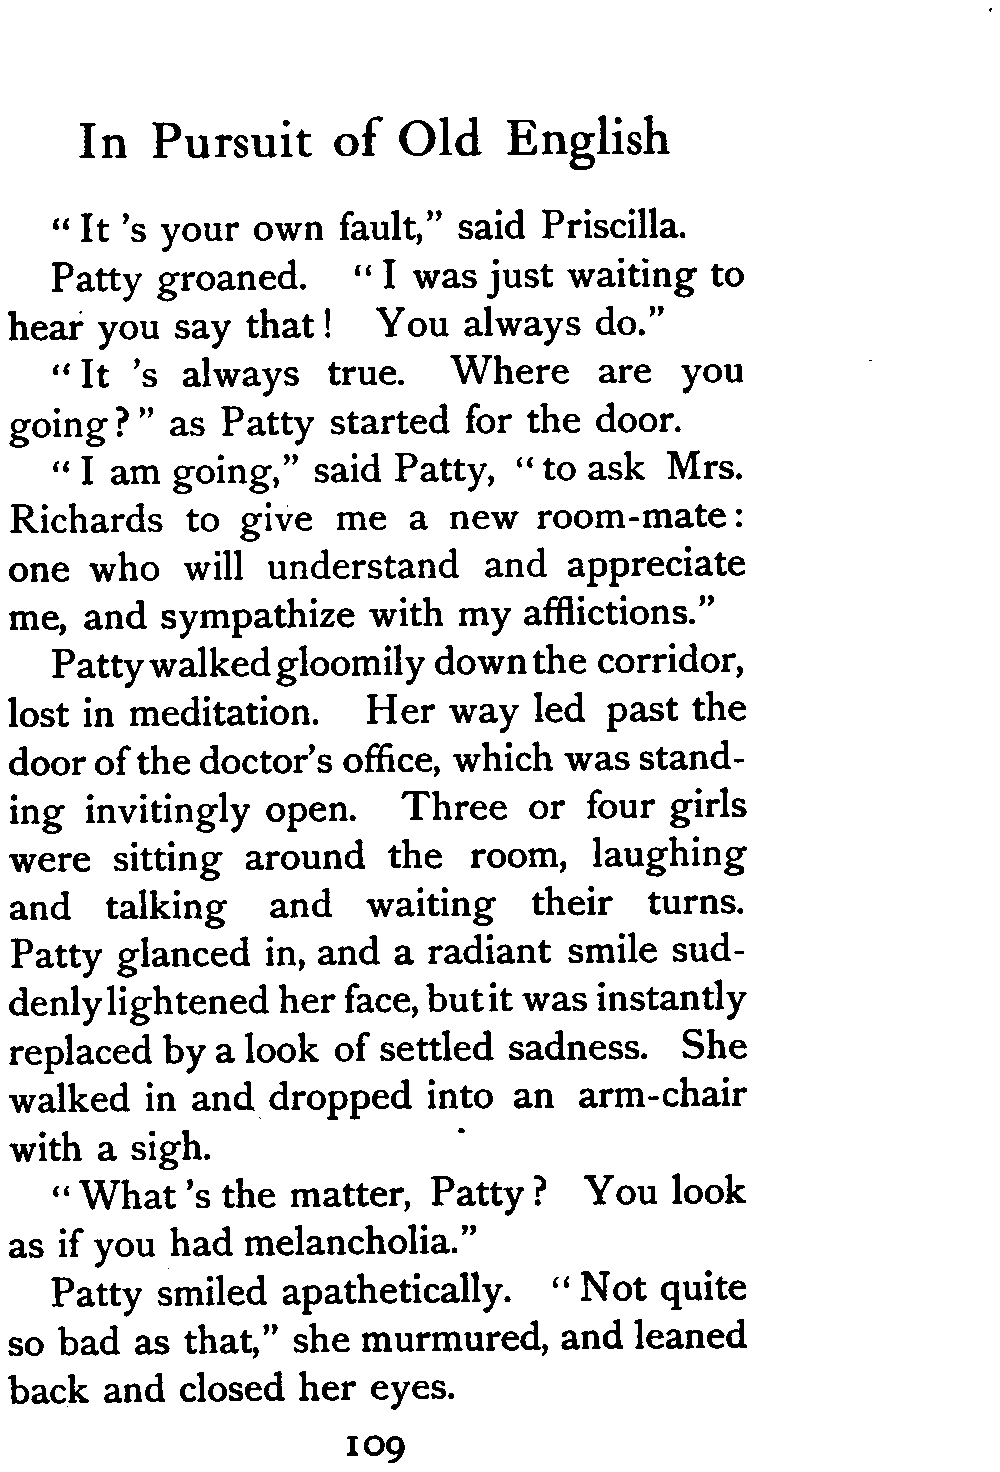 In Pursuit of Old English
“ It ’s your own fault,” said Priscilla.
Patty groaned. “ I was just waiting to
hear you say that! You always do.”
“ It ’s always true. Where are you
going? ” as Patty started for the door.
“ I am going,” said Patty, “ to ask Mrs.
Richards to give me a new room-mate:
one who will understand and appreciate
me, and sympathize with my afflictions.”
Patty walked gloomily down the corridor,
lost in meditation. Her way led past the
door of the doctor’s office, which was stand-
ing invitingly open. Three or four girls
were sitting around the room, laughing
and talking and waiting their turns.
Patty glanced in, and a radiant smile sud-
denly lightened her face, but it was instantly
replaced by a look of settled sadness. She
walked in and dropped into an arm-chair
with a sigh.
“ What ’s the matter, Patty? You look
as if you had melancholia.”
Patty smiled apathetically. “ Not quite
so bad as that,” she murmured, and leaned
back and closed her eyes.
109